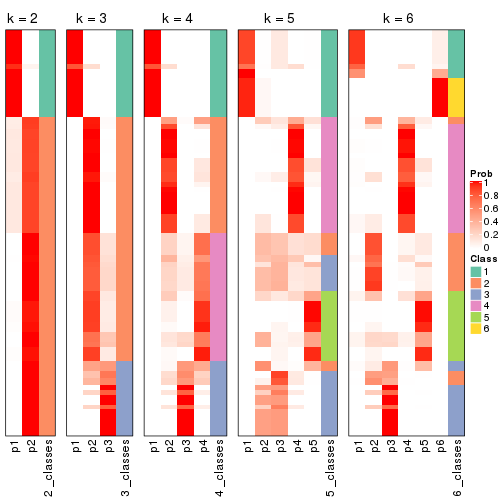 k = 2
k = 3
k = 4
k = 5
k = 6
Prob
1
0.8
0.6
0.4
0.2
0
Class
1
2
3
4
5
6
p1
p2
2_classes
p1
p2
p3
3_classes
p1
p2
p3
p4
4_classes
p1
p2
p3
p4
p5
5_classes
p1
p2
p3
p4
p5
p6
6_classes